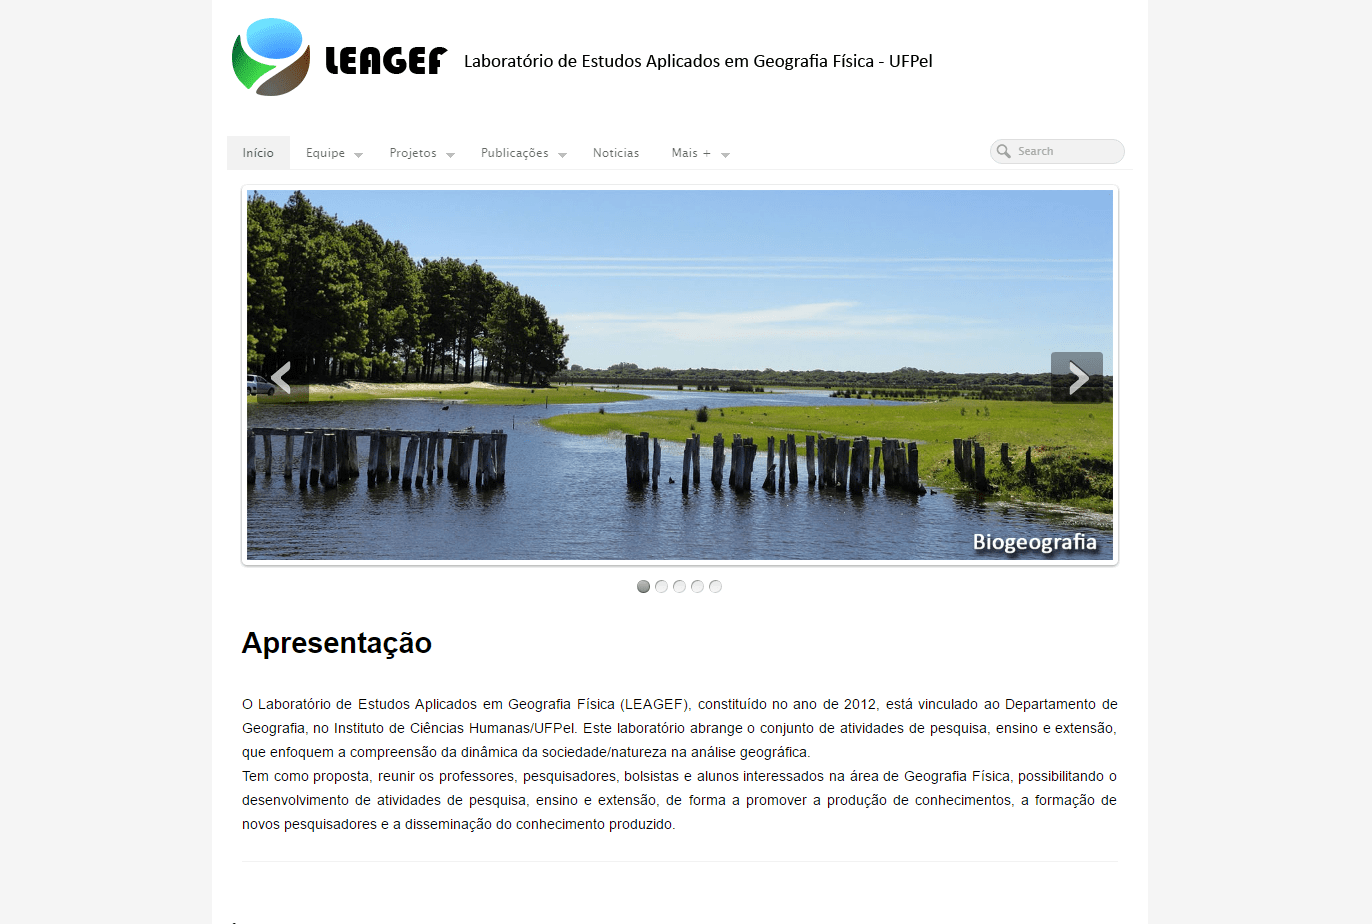 LEAGEF Laboratório de Estudos Aplicados em Geografia Física - UFPel
Início Equipe Projetos Publicações Noticias Mais + Search
Biogeografia
Apresentação
O Laboratório de Estudos Aplicados em Geografia Física (LEAGEF), constituído no ano de 2012, está vinculado ao Departamento de
Geografia, no Instituto de Ciências Humanas/UFPel. Este laboratório abrange o conjunto de atividades de pesquisa, ensino e extensão,
que enfoquem a compreensão da dinâmica da sociedade/natureza na análise geográfica.
Tem como proposta, reunir os professores, pesquisadores, bolsistas e alunos interessados na área de Geografia Física, possibilitando o
desenvolvimento de atividades de pesquisa, ensino e extensão, de forma a promover a produção de conhecimentos, a formação de
novos pesquisadores e a disseminação do conhecimento produzido.